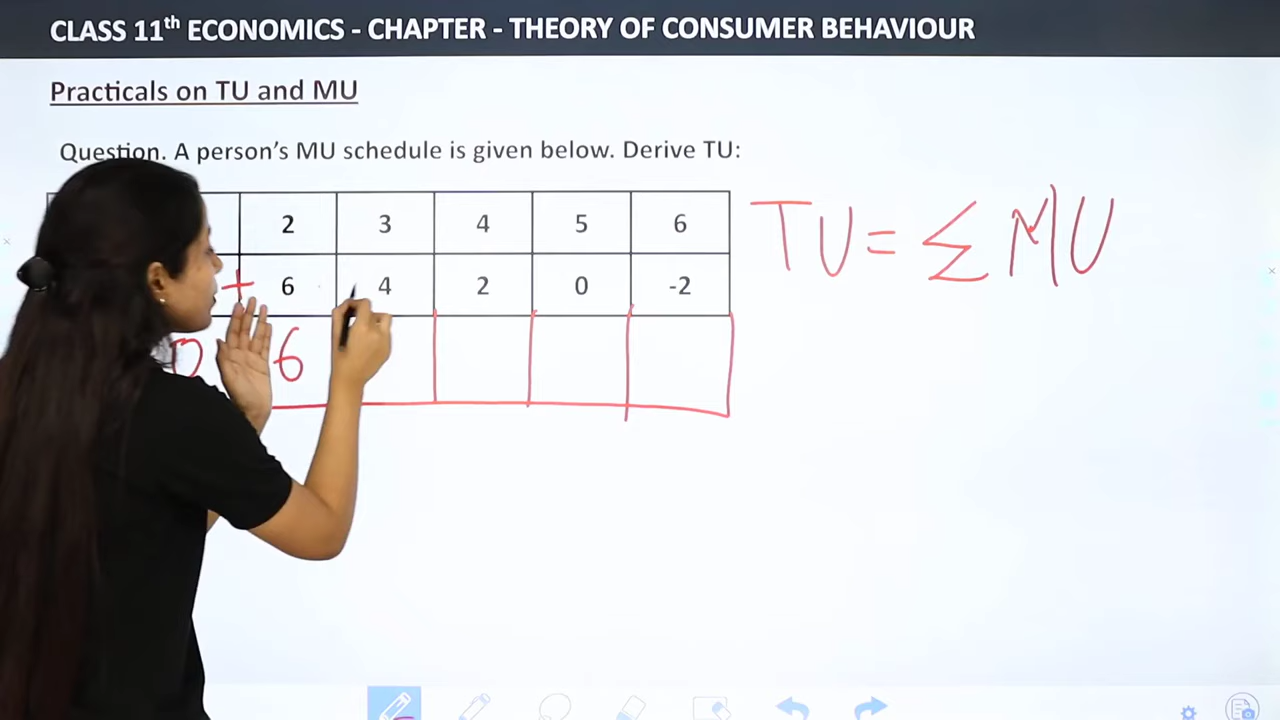 CLASS 11th ECONOMICS - CHAPTER - THEORY OF CONSUMER BEHAVIOUR
Practicals on TU and MU
Question. A person's MU schedule is given below. Derive TU:
2 3 4 5 6
+ 6 4 2 0 -2
0 6
TU = Σ MU